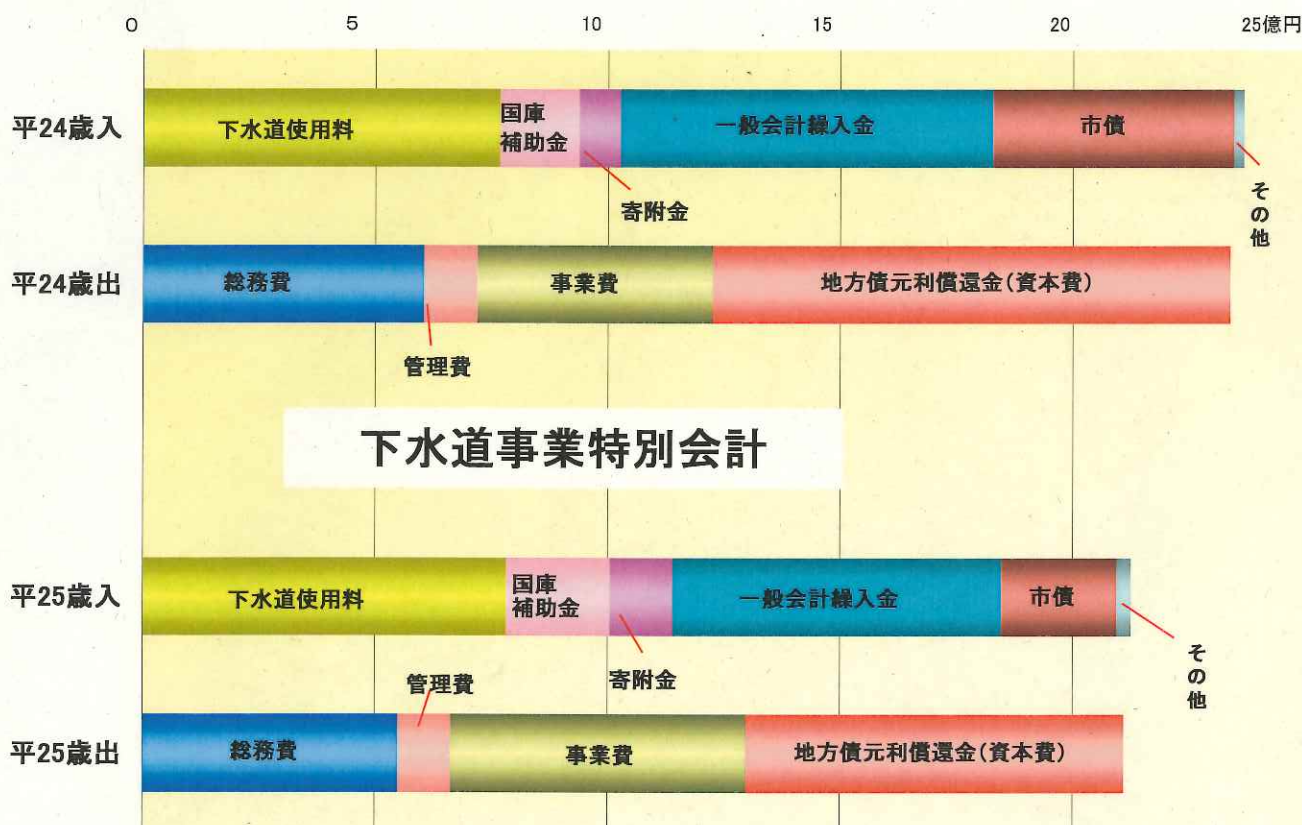 0 5 10 15 20 25億円
平24歳入
下水道使用料
国庫
補助金
寄附金
一般会計繰入金
市債
その他
平24歳出
総務費
管理費
事業費
地方債元利償還金(資本費)
下水道事業特別会計
平25歳入
下水道使用料
国庫
補助金
寄附金
一般会計繰入金
市債
その他
平25歳出
総務費
管理費
事業費
地方債元利償還金(資本費)